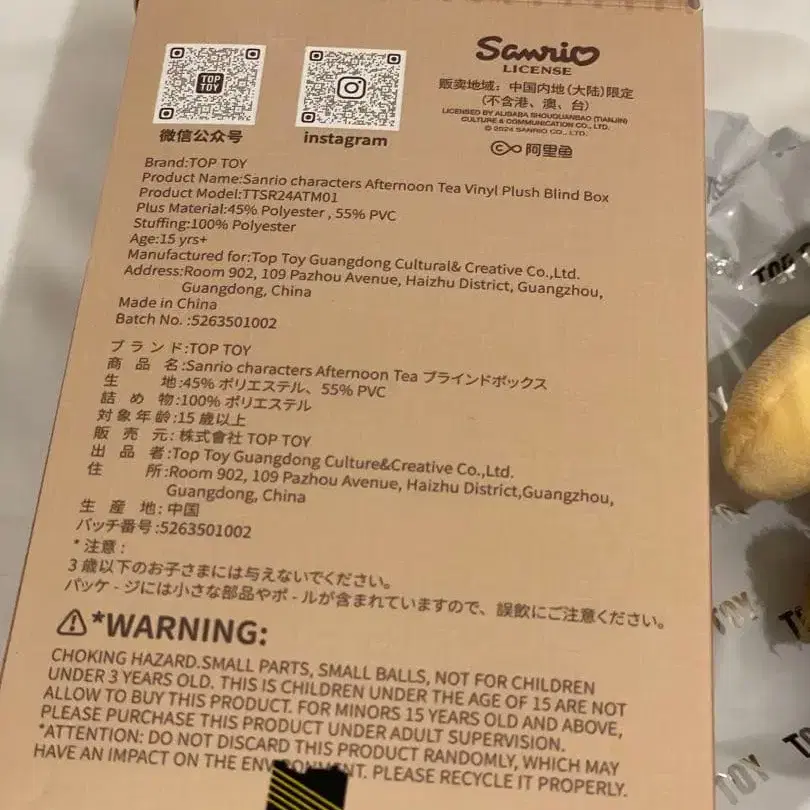 TOP TOY
微信公众号
instagram
Sanrio
LICENSE
贩卖地域：中国内地(大陆)限定
(不含港、澳、台)
LICENSED BY ALIBABA SHOUQUANBAO (TIANJIN)
CULTURE & COMMUNICATION CO., LTD.
© 2024 SANRIO CO., LTD.
阿里鱼
Brand:TOP TOY
Product Name:Sanrio characters Afternoon Tea Vinyl Plush Blind Box
Product Model:TTSR24ATM01
Plus Material:45% Polyester , 55% PVC
Stuffing:100% Polyester
Age:15 yrs+
Manufactured for:Top Toy Guangdong Cultural& Creative Co.,Ltd.
Address:Room 902, 109 Pazhou Avenue, Haizhu District, Guangzhou,
Guangdong, China
Made in China
Batch No. :5263501002
ブランド:TOP TOY
商品名:Sanrio characters Afternoon Tea ブラインドボックス
生地:45% ポリエステル、55% PVC
詰め物:100% ポリエステル
対象年齢:15 歳以上
販売元:株式會社 TOP TOY
出品者:Top Toy Guangdong Culture&Creative Co.,Ltd.
住所:Room 902, 109 Pazhou Avenue, Haizhu District,Guangzhou,
Guangdong, China
生産地:中国
バッチ番号:5263501002
*注意:
3歳以下のお子さまには与えないでください。
パッケ-ジには小さな部品やボ-ルが含まれていますので、誤飲にご注意ください。
*WARNING:
CHOKING HAZARD.SMALL PARTS, SMALL BALLS, NOT FOR CHILDREN
UNDER 3 YEARS OLD. THIS IS CHILDREN UNDER THE AGE OF 15 ARE NOT
ALLOW TO BUY THIS PRODUCT. FOR MINORS 15 YEARS OLD AND ABOVE,
PLEASE PURCHASE THIS PRODUCT UNDER ADULT SUPERVISION.
*ATTENTION: DO NOT DISCARD THIS PRODUCT RANDOMLY, WHICH MAY
HAVE AN IMPACT ON THE ENVIRONMENT. PLEASE RECYCLE IT PROPERLY.
TOP
TOY
TOY